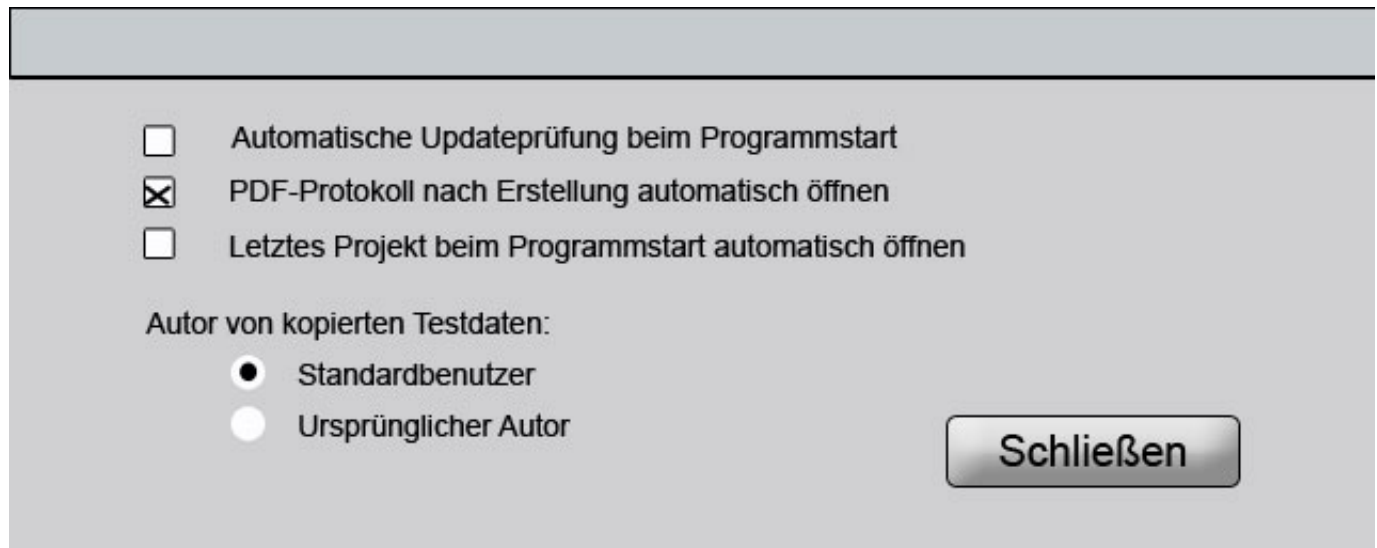 Automatische Updateprüfung beim Programmstart
PDF-Protokoll nach Erstellung automatisch öffnen
Letztes Projekt beim Programmstart automatisch öffnen
Autor von kopierten Testdaten:
Standardbenutzer
Ursprünglicher Autor
Schließen